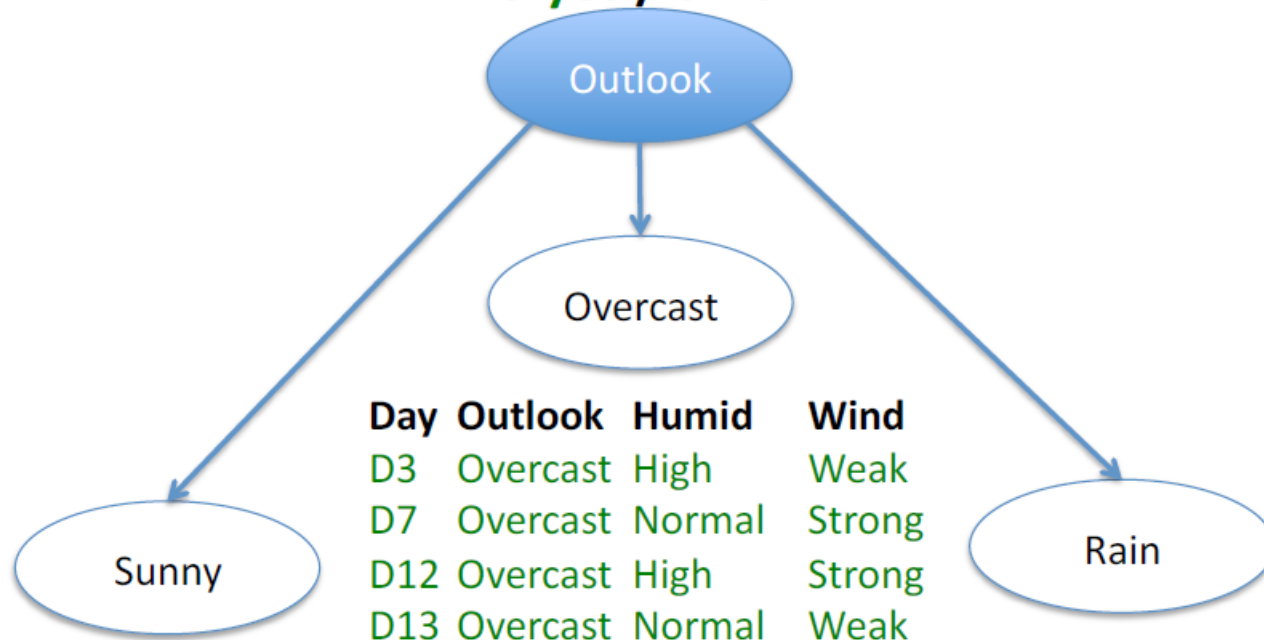 Outlook
Overcast
Day Outlook Humid Wind
D3 Overcast High Weak
D7 Overcast Normal Strong
D12 Overcast High Strong
D13 Overcast Normal Weak
Sunny
Rain